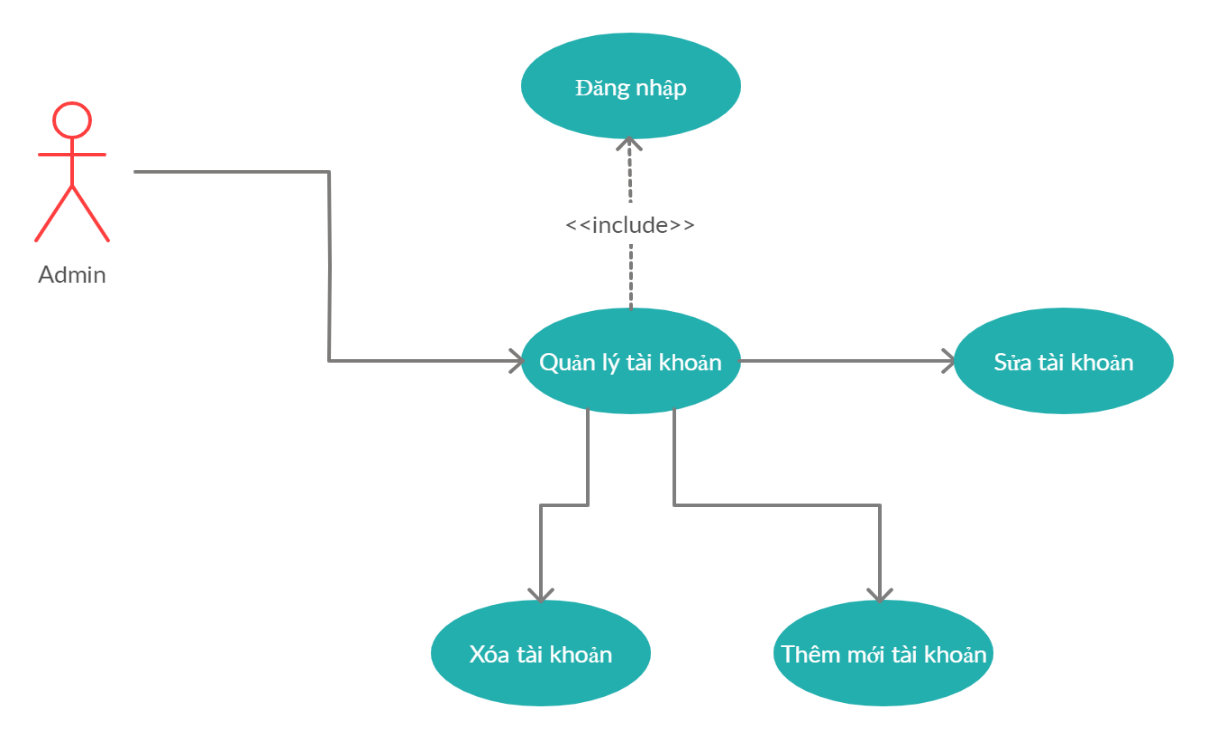 Đăng nhập
<<include>>
Admin
Quản lý tài khoản
Sửa tài khoản
Xóa tài khoản
Thêm mới tài khoản